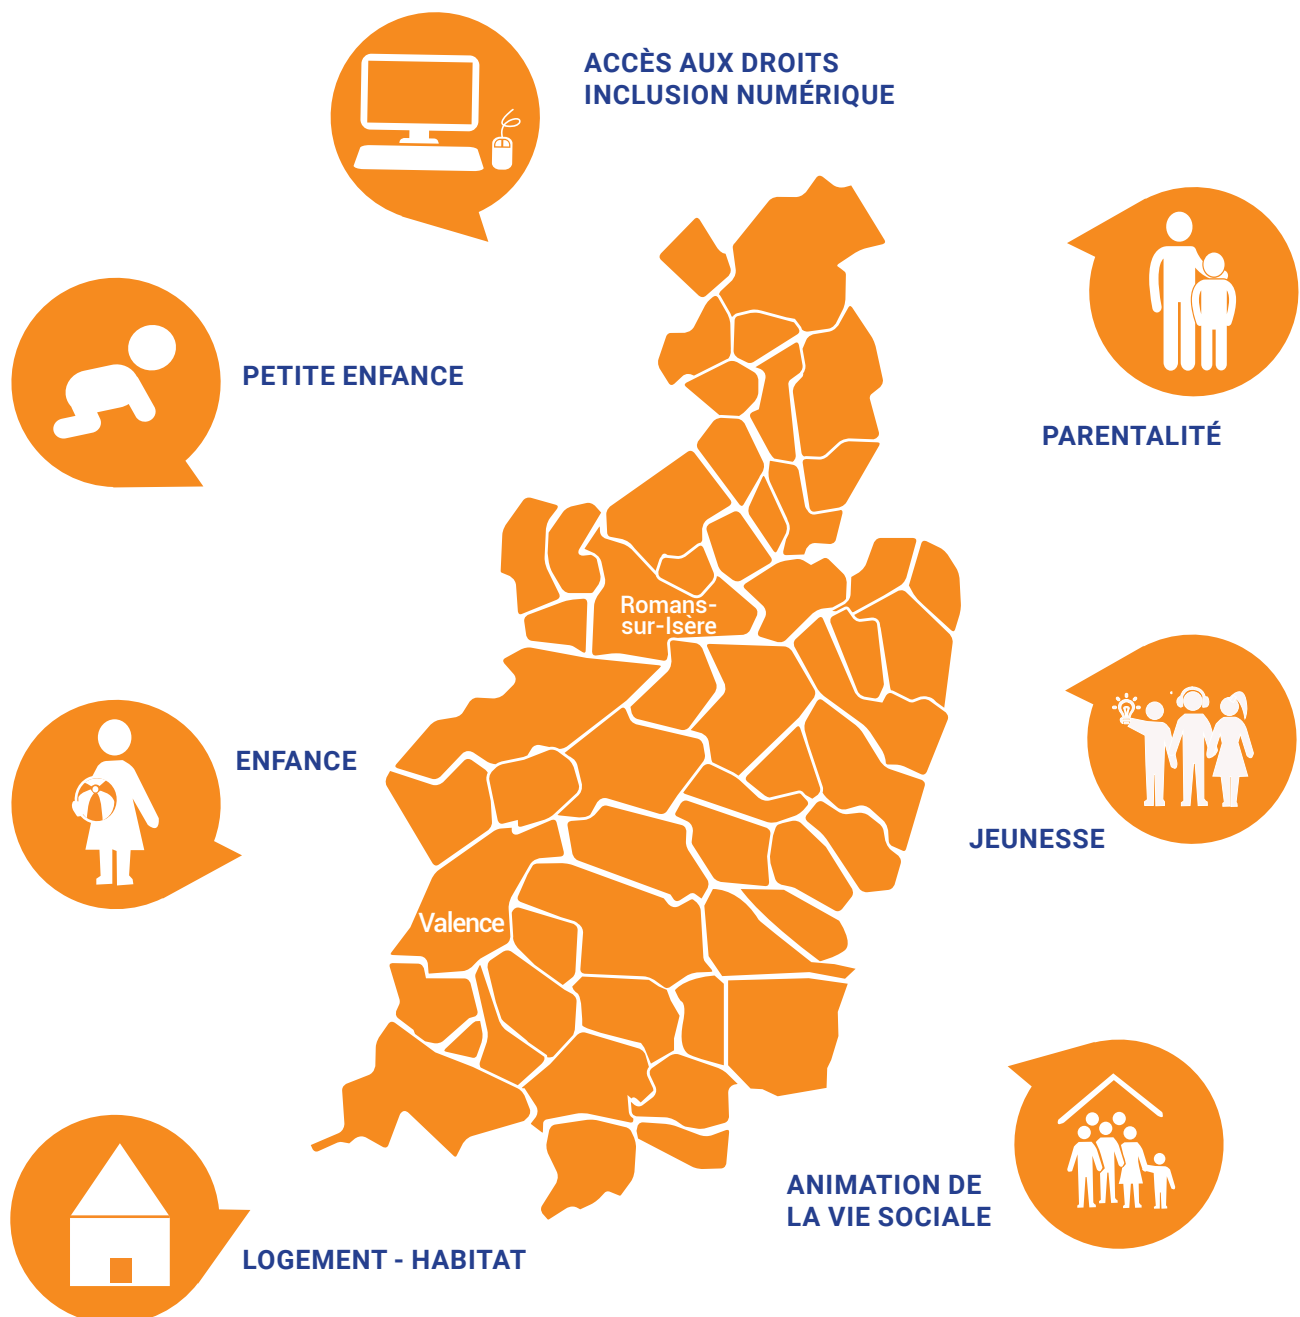 ACCÈS AUX DROITS
INCLUSION NUMÉRIQUE
PETITE ENFANCE
PARENTALITÉ
Romans-
sur-Isère
ENFANCE
JEUNESSE
Valence
ANIMATION DE
LA VIE SOCIALE
LOGEMENT - HABITAT